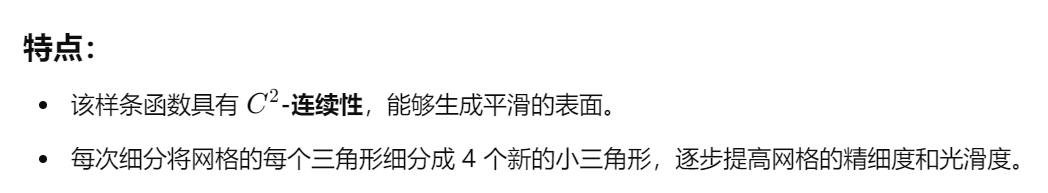 特点：
• 该样条函数具有 C²-连续性，能够生成平滑的表面。
• 每次细分将网格的每个三角形细分成 4 个新的小三角形，逐步提高网格的精细度和光滑度。